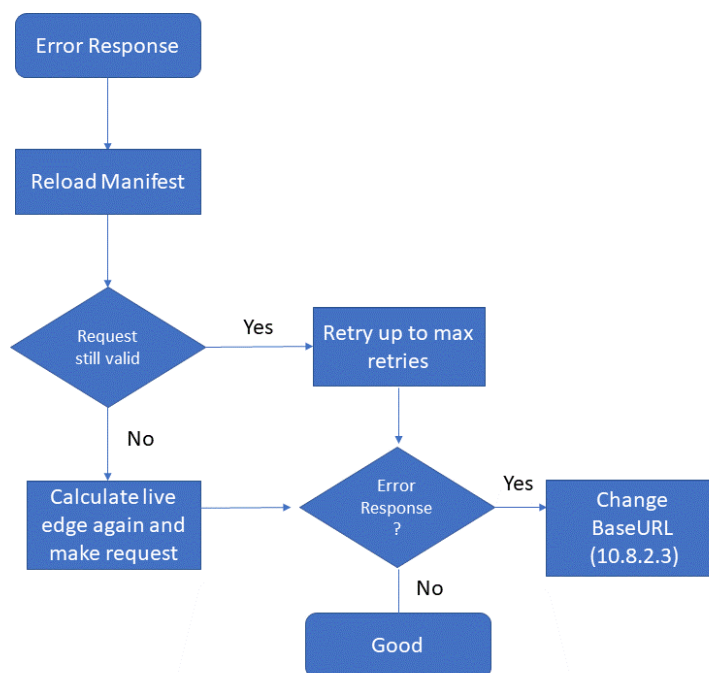 Error Response
Reload Manifest
Request
still valid
Yes
Retry up to max
retries
No
Calculate live
edge again and
make request
Error
Response
?
Yes
Change
BaseURL
(10.8.2.3)
No
Good